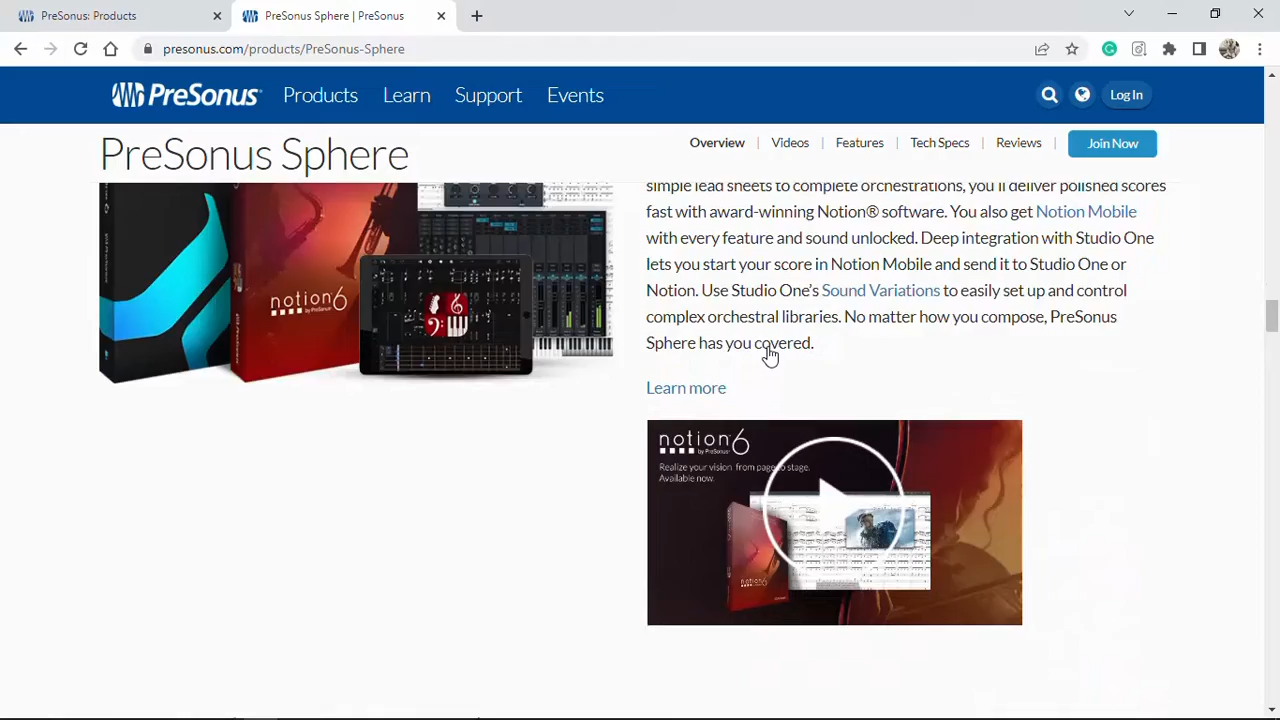 PreSonus: Products
PreSonus Sphere | PreSonus
presonus.com/products/PreSonus-Sphere
PreSonus Products Learn Support Events Log In
PreSonus Sphere
Overview | Videos | Features | Tech Specs | Reviews | Join Now
simple lead sheets to complete orchestrations, you'll deliver polished scores
fast with award-winning Notion® software. You also get Notion Mobile
with every feature and sound unlocked. Deep integration with Studio One
lets you start your score in Notion Mobile and send it to Studio One or
Notion. Use Studio One's Sound Variations to easily set up and control
complex orchestral libraries. No matter how you compose, PreSonus
Sphere has you covered.
Learn more
notion6
by PreSonus
notion6
by PreSonus
Realize your vision from page to stage.
Available now.
notion6